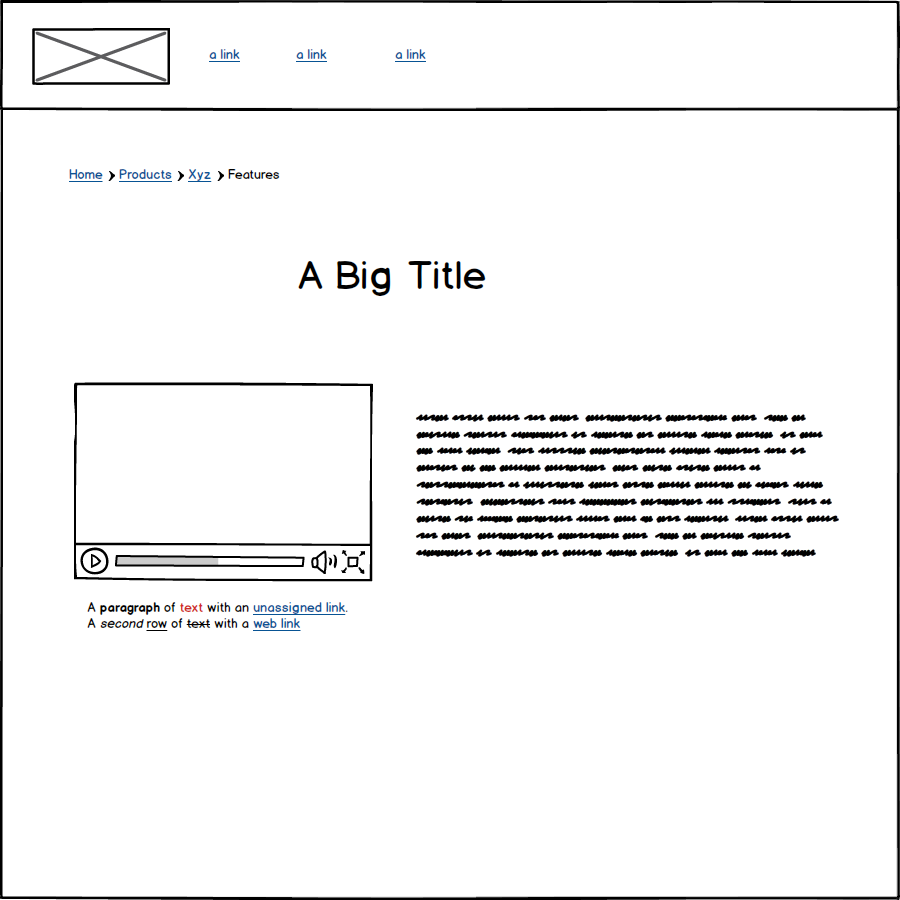 a link a link a link
Home Products Xyz Features
A Big Title
A paragraph of text with an unassigned link.
A second row of text with a web link